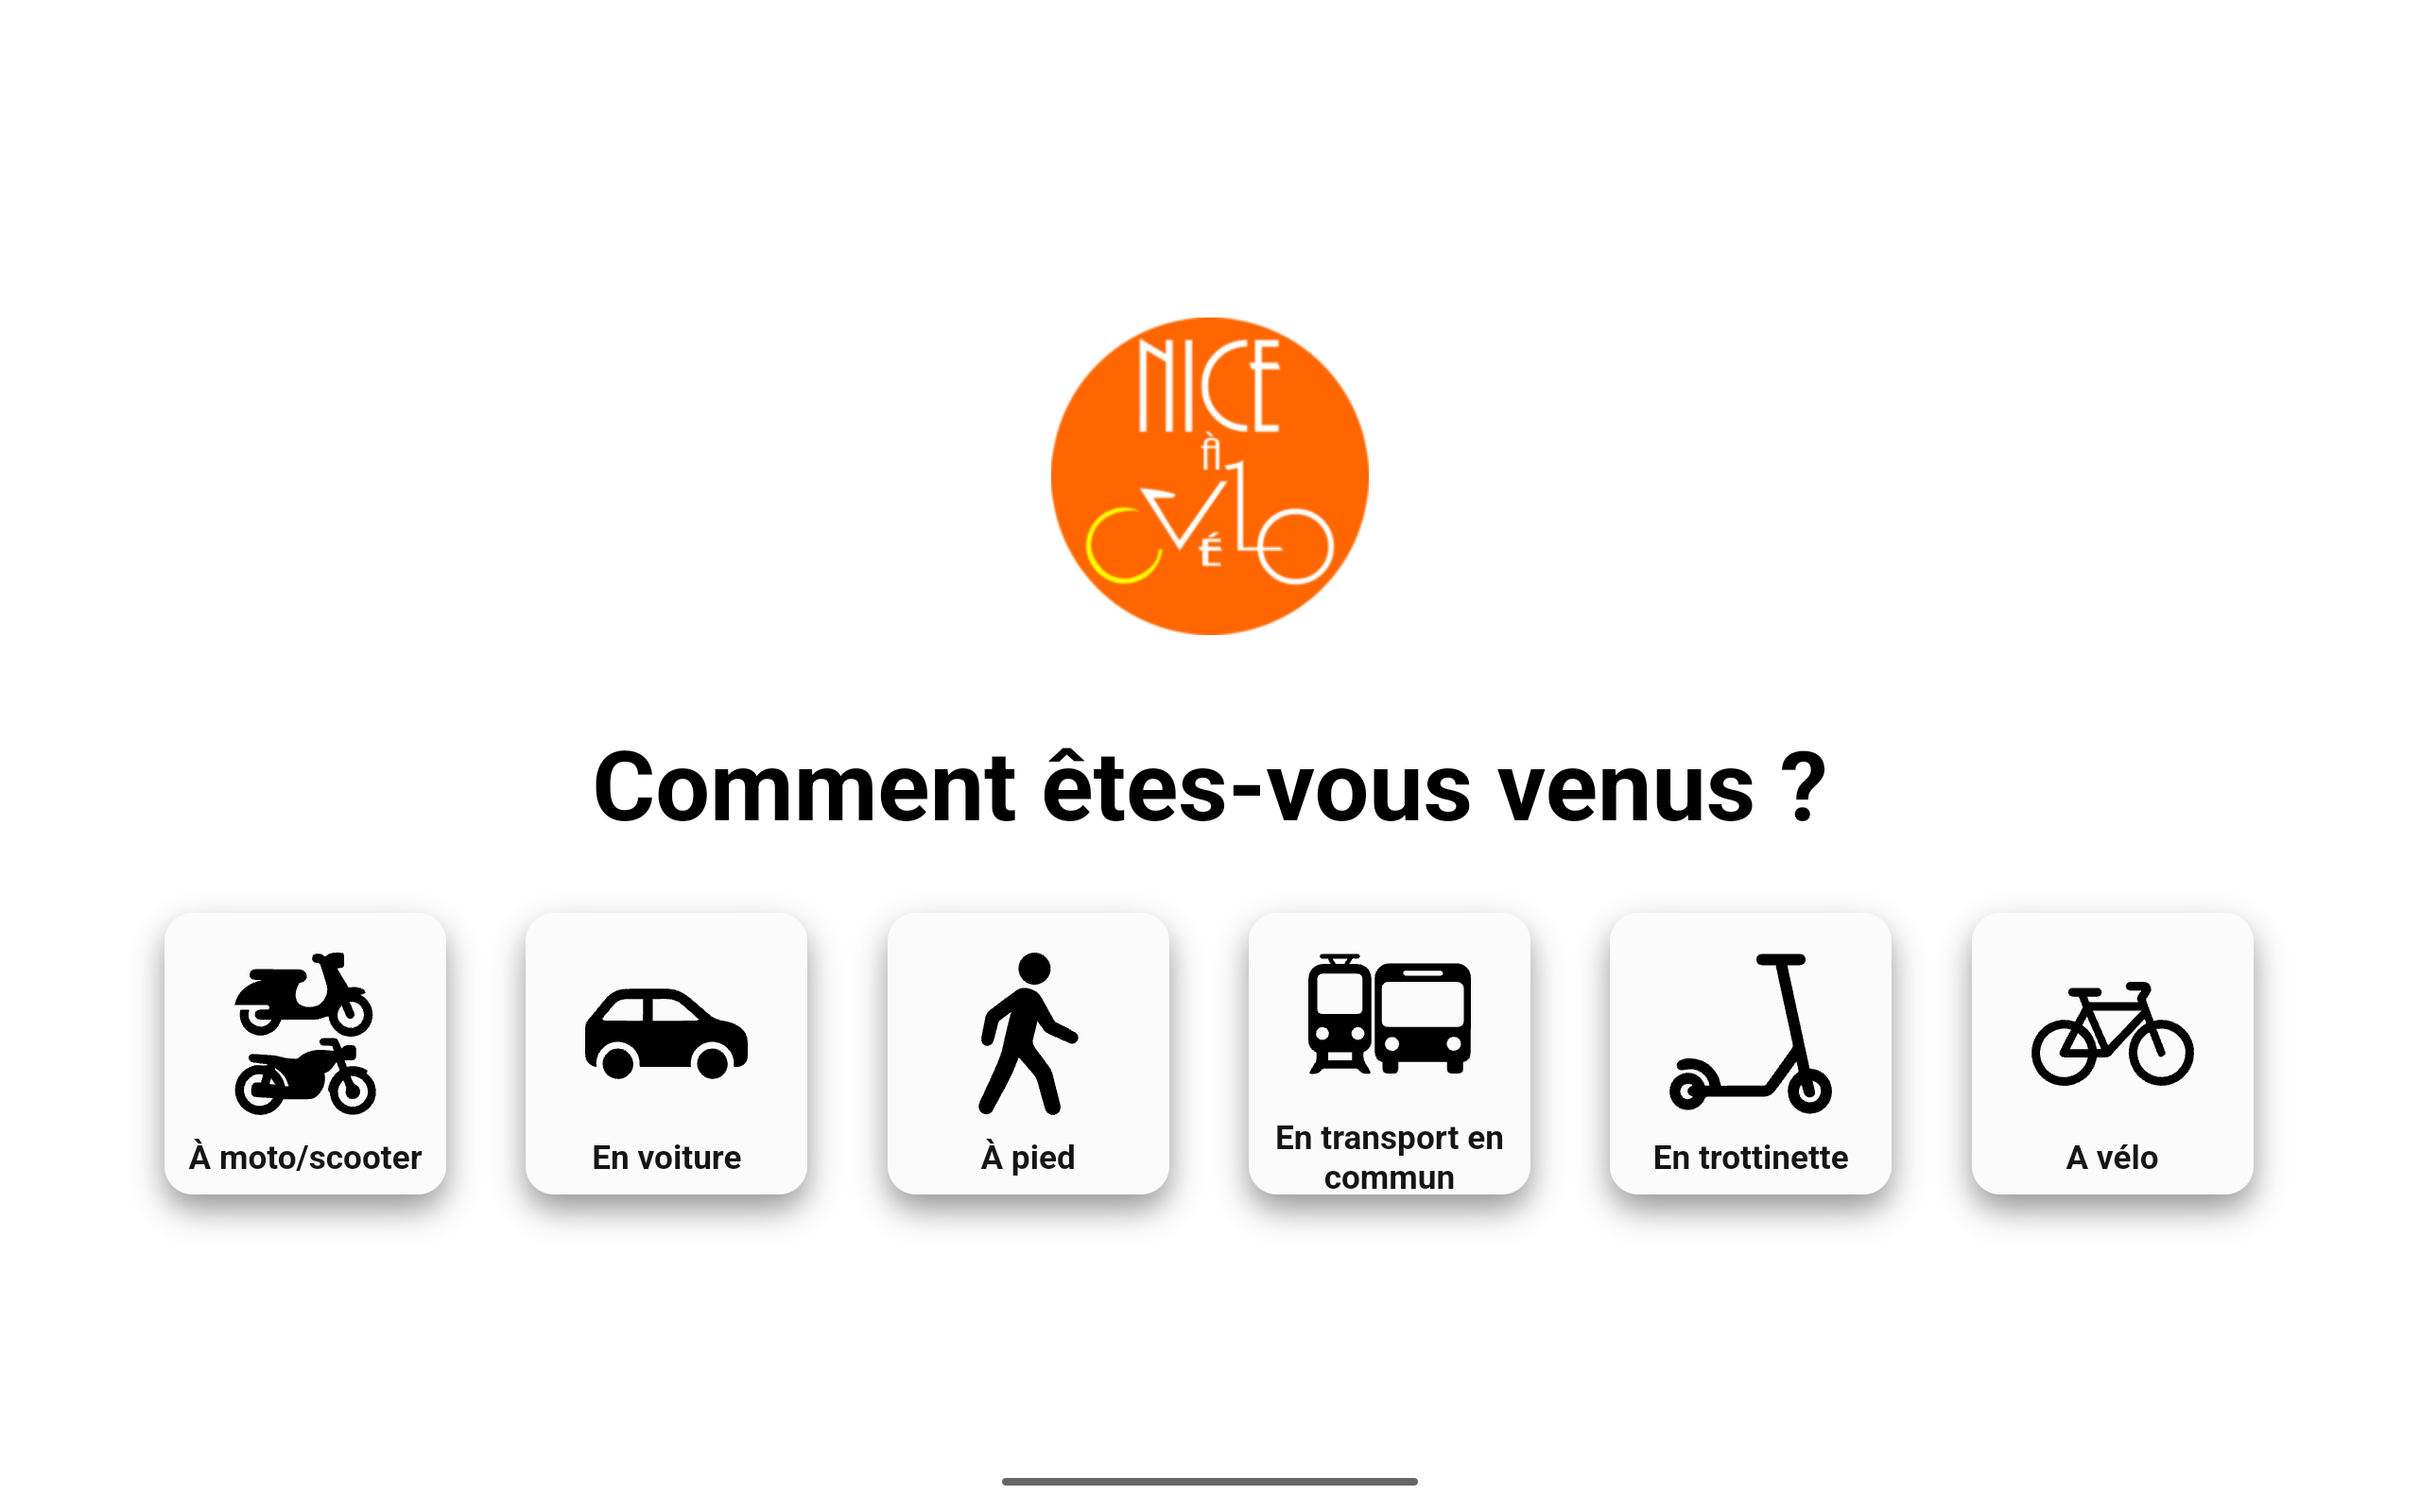 NICE
À
VÉLO
Comment êtes-vous venus ?
À moto/scooter
En voiture
À pied
En transport en
commun
En trottinette
A vélo